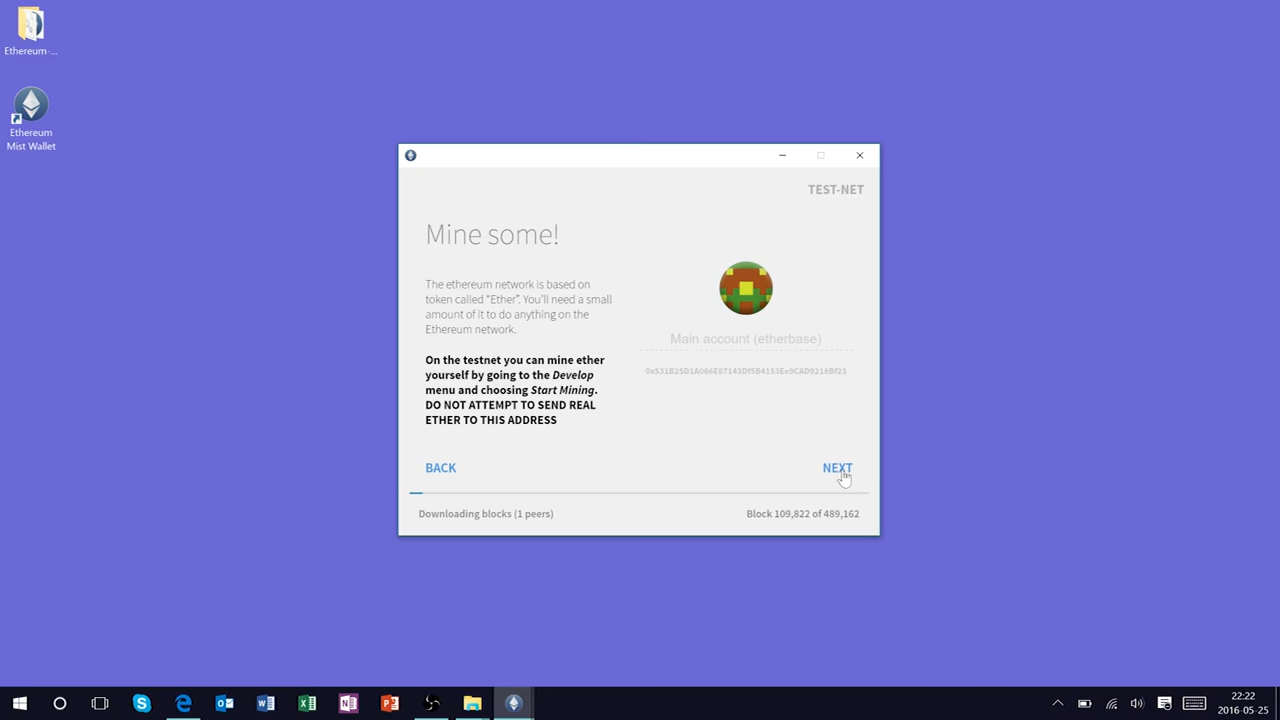 Ethereum-...
Ethereum
Mist Wallet
TEST-NET
Mine some!
The ethereum network is based on
token called "Ether". You'll need a small
amount of it to do anything on the
Ethereum network.
On the testnet you can mine ether
yourself by going to the Develop
menu and choosing Start Mining.
DO NOT ATTEMPT TO SEND REAL
ETHER TO THIS ADDRESS
Main account (etherbase)
BACK
NEXT
Downloading blocks (1 peers)
Block 109,822 of 489,162
22:22
2016-05-25